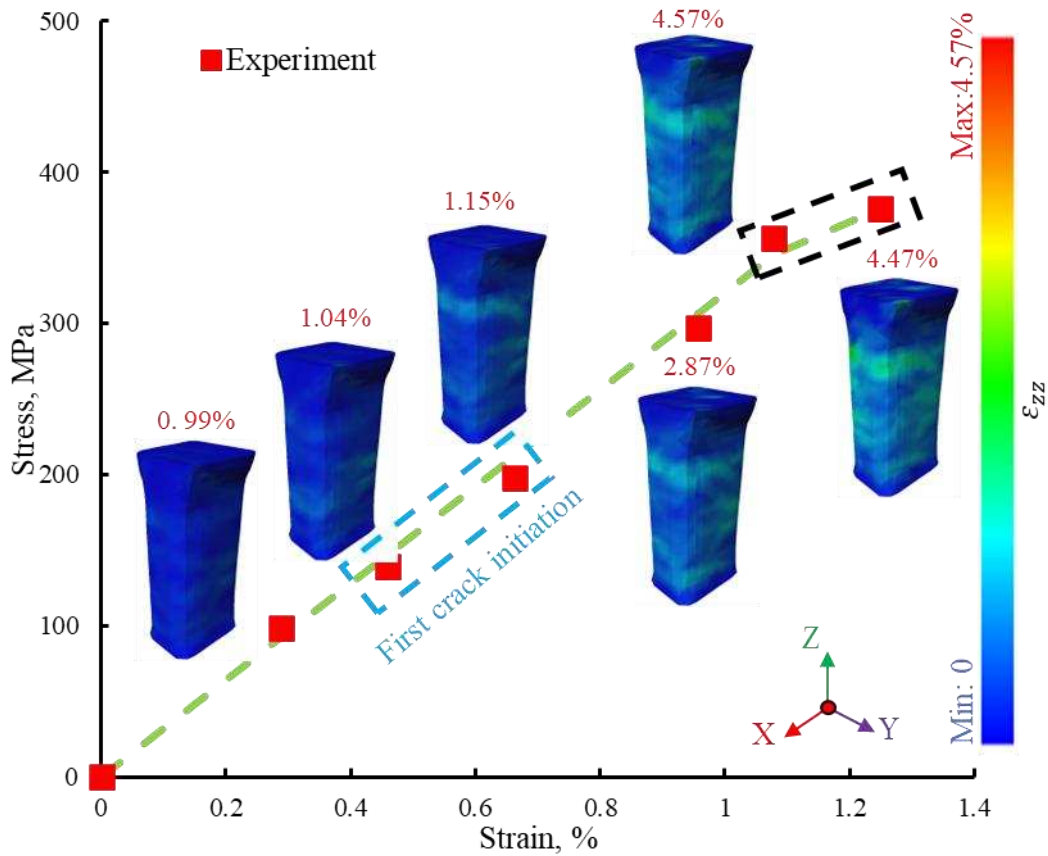 500
400
300
200
100
0
Stress, MPa
0
0.2
0.4
0.6
0.8
1
1.2
1.4
Strain, %
Experiment
0. 99%
1.04%
1.15%
4.57%
2.87%
4.47%
First crack initiation
Z
X
Y
Max:4.57%
Min: 0
εzz